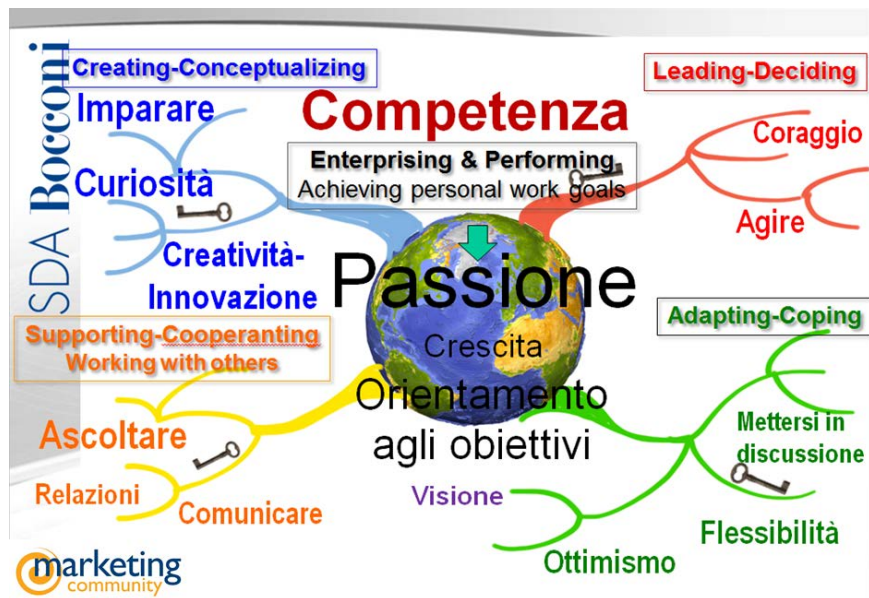 SDA Bocconi
Creating-Conceptualizing
Imparare
Curiosità
Creatività-
Innovazione
Competenza
Enterprising & Performing
Achieving personal work goals
Passione
Crescita
Orientamento
agli obiettivi
Leading-Deciding
Coraggio
Agire
Supporting-Cooperanting
Working with others
Ascoltare
Relazioni
Comunicare
Adapting-Coping
Mettersi in
discussione
Flessibilità
Visione
Ottimismo
marketing
community